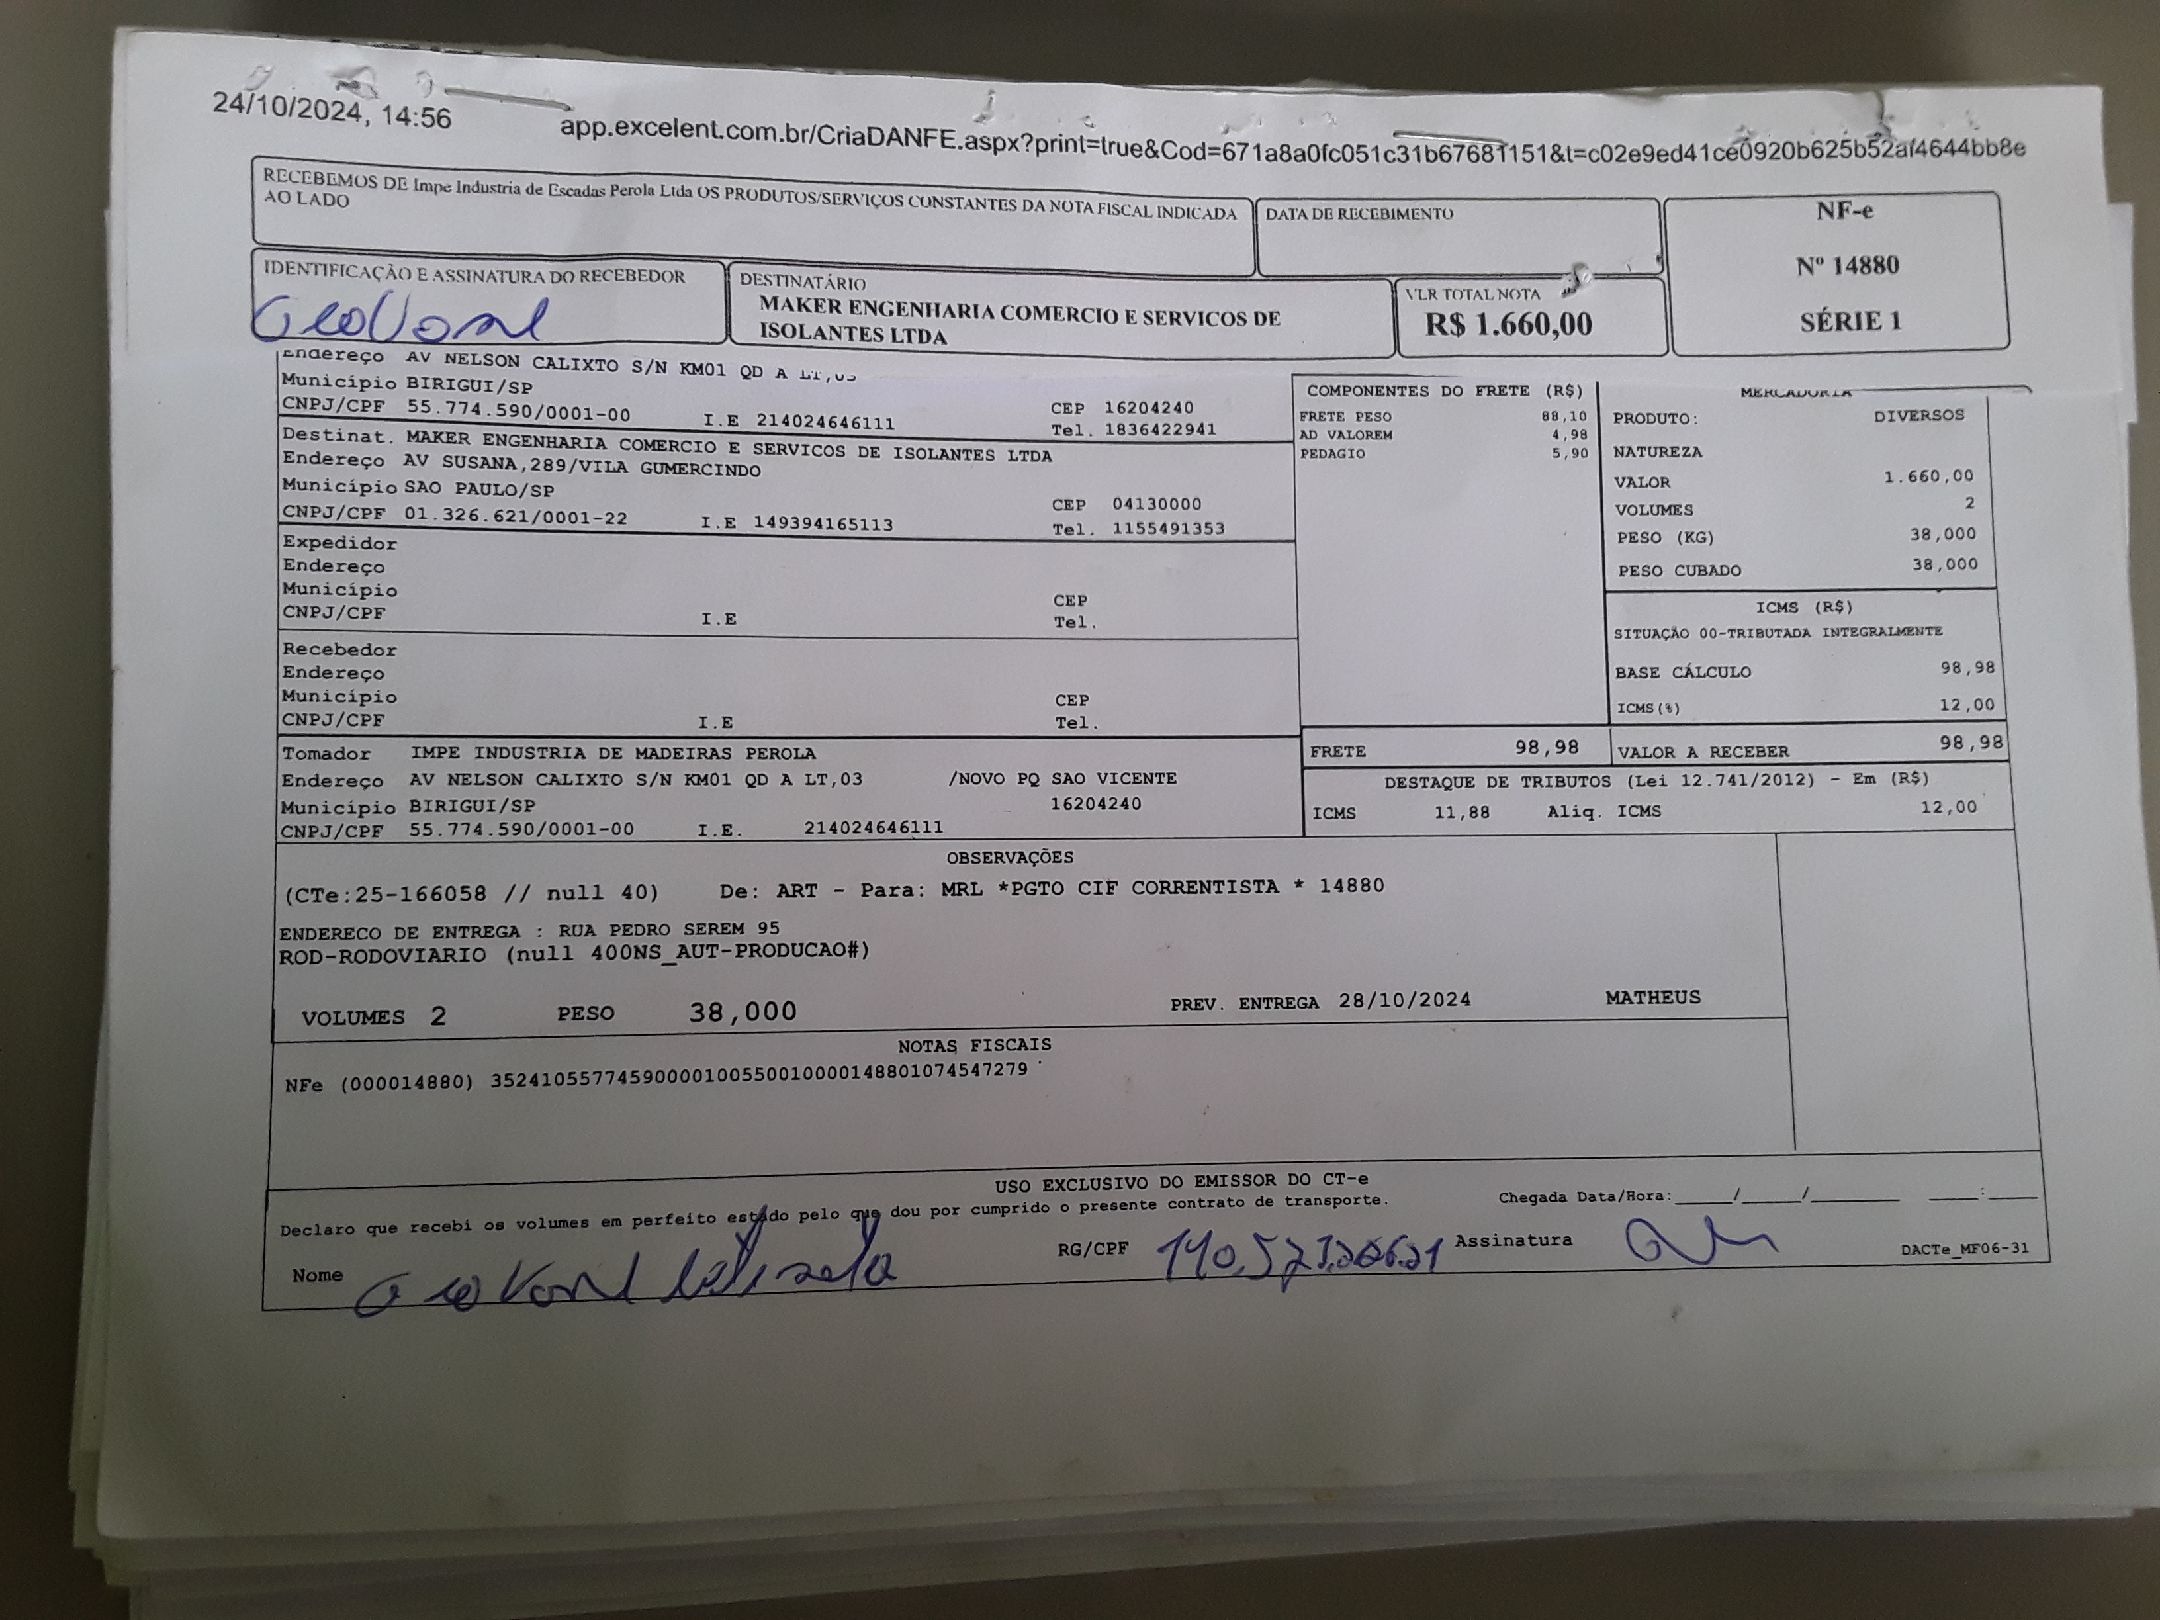 24/10/2024, 14:56
app.excelent.com.br/CriaDANFE.aspx?print=true&Cod=671a8a0fc051c31b67681151&t=c02e9ed41ce0920b625b52af4644bb8e
RECEBEMOS DE Impe Industria de Escadas Perola Ltda OS PRODUTOS/SERVIÇOS CONSTANTES DA NOTA FISCAL INDICADA
AO LADO
DATA DE RECEBIMENTO
NF-e
Nº 14880
SÉRIE 1
IDENTIFICAÇÃO E ASSINATURA DO RECEBEDOR
DESTINATÁRIO
MAKER ENGENHARIA COMERCIO E SERVICOS DE
ISOLANTES LTDA
VLR TOTAL NOTA
R$ 1.660,00
Endereço AV NELSON CALIXTO S/N KM01 QD A LT,03
Município BIRIGUI/SP
CEP 16204240
CNPJ/CPF 55.774.590/0001-00 I.E 214024646111 Tel. 1836422941
Destinat. MAKER ENGENHARIA COMERCIO E SERVICOS DE ISOLANTES LTDA
Endereço AV SUSANA,289/VILA GUMERCINDO
Município SAO PAULO/SP CEP 04130000
CNPJ/CPF 01.326.621/0001-22 I.E 149394165113 Tel. 1155491353
Expedidor
Endereço
Município CEP
CNPJ/CPF I.E Tel.
Recebedor
Endereço
Município CEP
CNPJ/CPF I.E Tel.
Tomador IMPE INDUSTRIA DE MADEIRAS PEROLA
Endereço AV NELSON CALIXTO S/N KM01 QD A LT,03 /NOVO PQ SAO VICENTE
Município BIRIGUI/SP 16204240
CNPJ/CPF 55.774.590/0001-00 I.E. 214024646111
COMPONENTES DO FRETE (R$)
FRETE PESO 88,10
AD VALOREM 4,98
PEDAGIO 5,90
MERCADORIA
PRODUTO: DIVERSOS
NATUREZA
VALOR 1.660,00
VOLUMES 2
PESO (KG) 38,000
PESO CUBADO 38,000
ICMS (R$)
SITUAÇÃO 00-TRIBUTADA INTEGRALMENTE
BASE CÁLCULO 98,98
ICMS(%) 12,00
FRETE 98,98 VALOR A RECEBER 98,98
DESTAQUE DE TRIBUTOS (Lei 12.741/2012) - Em (R$)
ICMS 11,88 Aliq. ICMS 12,00
OBSERVAÇÕES
(CTe:25-166058 // null 40) De: ART - Para: MRL *PGTO CIF CORRENTISTA * 14880
ENDERECO DE ENTREGA : RUA PEDRO SEREM 95
ROD-RODOVIARIO (null 400NS_AUT-PRODUCAO#)
VOLUMES 2 PESO 38,000 PREV. ENTREGA 28/10/2024 MATHEUS
NOTAS FISCAIS
NFe (000014880) 35241055774590000100550010000148801074547279
USO EXCLUSIVO DO EMISSOR DO CT-e
Declaro que recebi os volumes em perfeito estado pelo que dou por cumprido o presente contrato de transporte. Chegada Data/Hora:_____/_____/_______ ____:____
Nome RG/CPF Assinatura DACTe_MF06-31